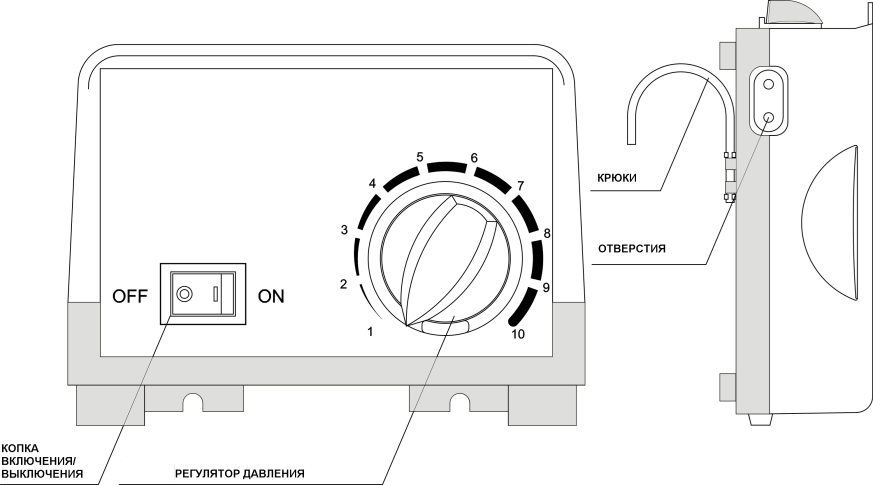 5
6
4
7
3
8
2
9
1
10
OFF
ON
КРЮКИ
ОТВЕРСТИЯ
КОПКА
ВКЛЮЧЕНИЯ/
ВЫКЛЮЧЕНИЯ
РЕГУЛЯТОР ДАВЛЕНИЯ